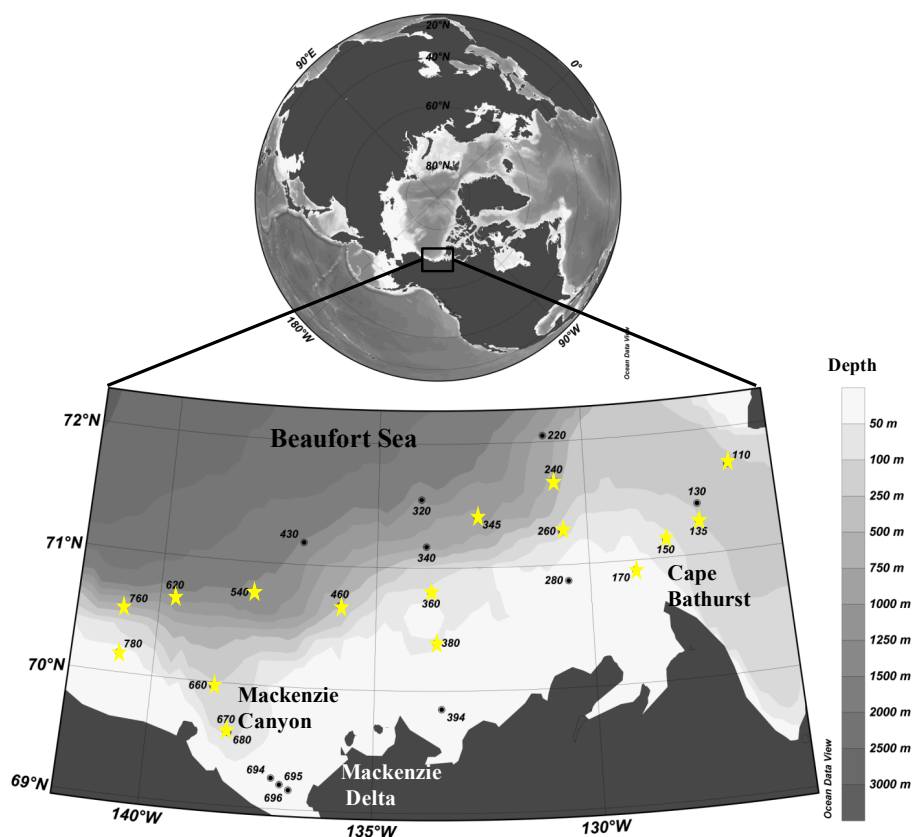 20°N
40°N
60°N
80°N
90°E
0°
180°W
90°W
Ocean Data View
Depth
50 m
100 m
250 m
500 m
750 m
1000 m
1250 m
1500 m
2000 m
2500 m
3000 m
72°N
71°N
70°N
69°N
Beaufort Sea
220
240
110
130
320
345
260
135
430
340
150
280
170
Cape
Bathurst
620
540
460
360
760
780
380
660
Mackenzie
Canyon
670
680
394
694
695
696
Mackenzie
Delta
140°W
135°W
130°W
Ocean Data View